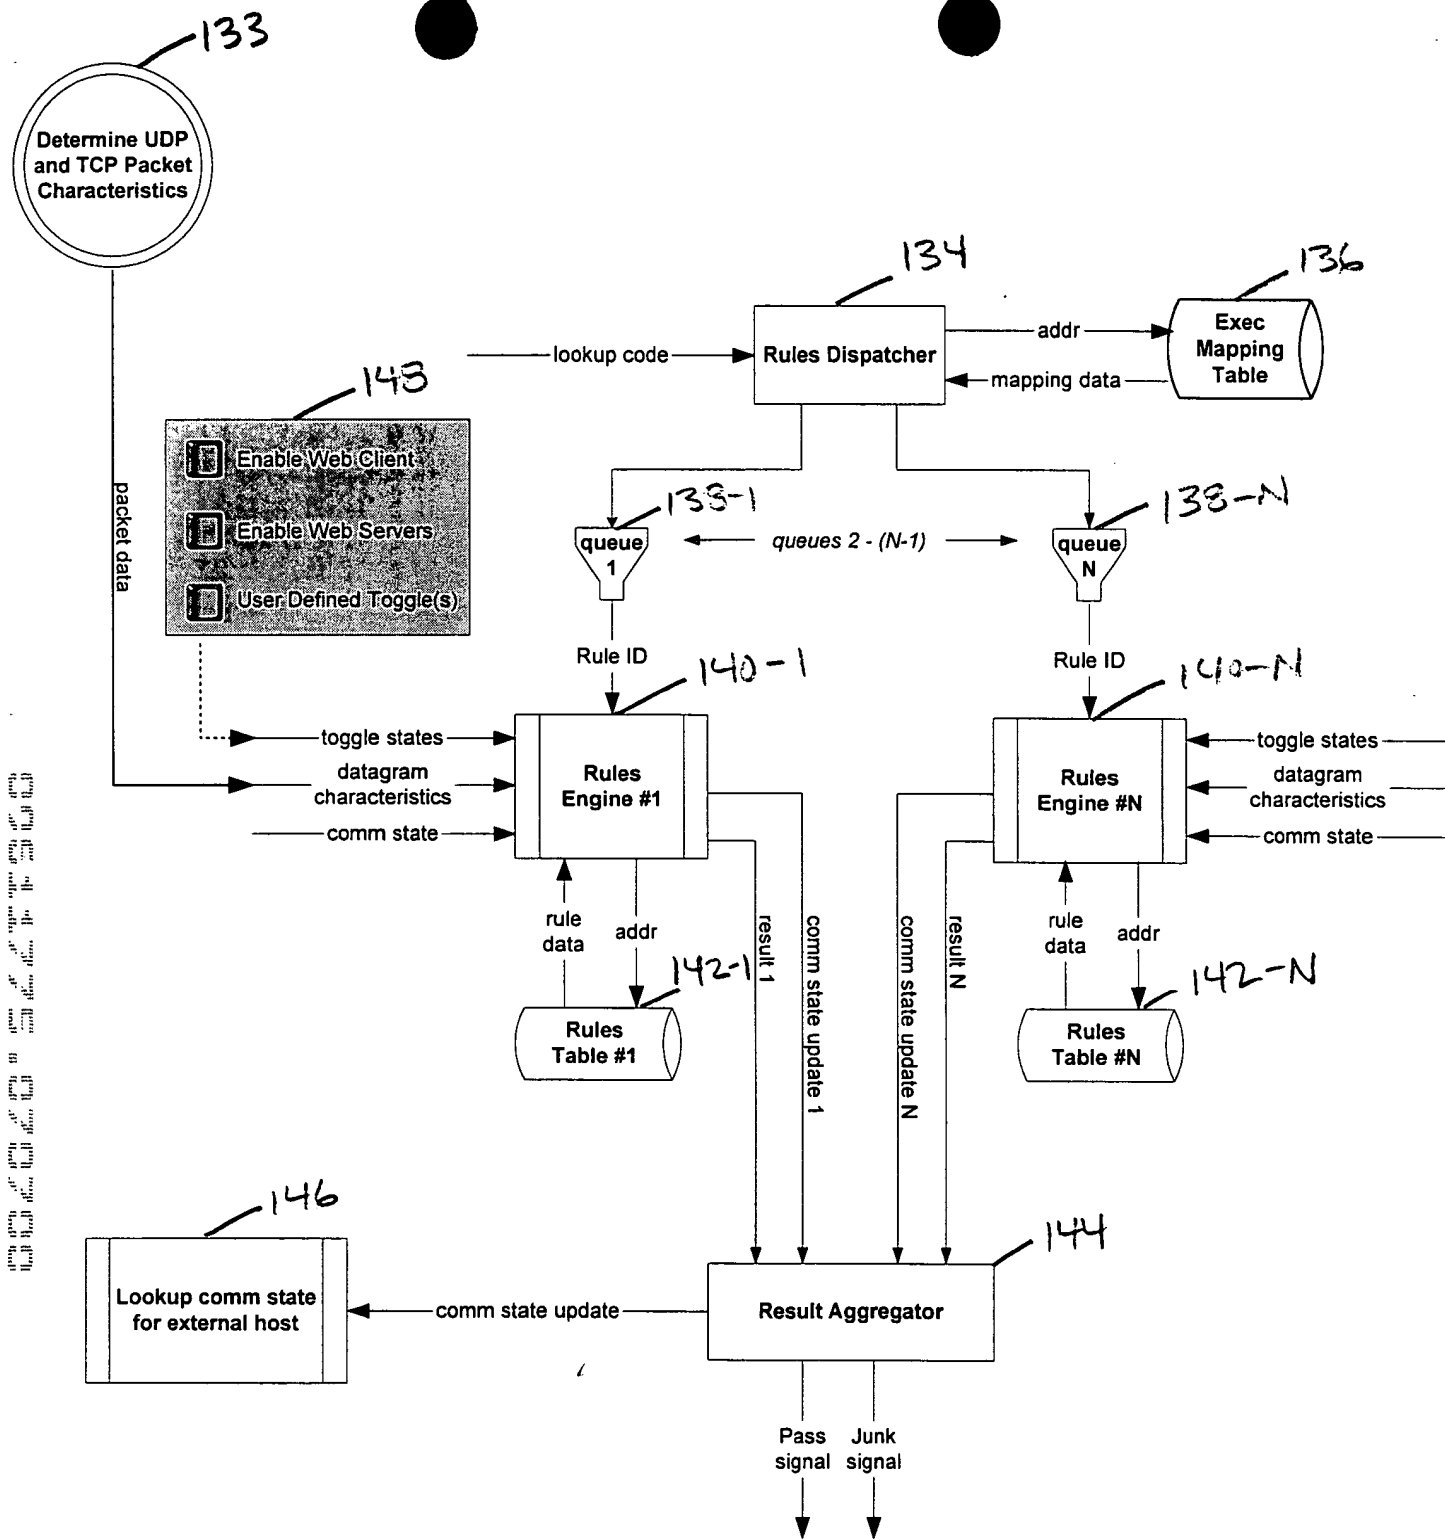 133
Determine UDP
and TCP Packet
Characteristics
134
136
lookup code
Rules Dispatcher
addr
mapping data
Exec
Mapping
Table
148
Enable Web Client
Enable Web Servers
User Defined Toggle(s)
packet data
138-1
138-N
queue
1
queues 2 - (N-1)
queue
N
Rule ID
Rule ID
140-1
140-N
toggle states
datagram
characteristics
comm state
Rules
Engine #1
Rules
Engine #N
toggle states
datagram
characteristics
comm state
rule
data
addr
result 1
comm state update 1
comm state update N
result N
rule
data
addr
142-1
142-N
Rules
Table #1
Rules
Table #N
146
144
Lookup comm state
for external host
comm state update
Result Aggregator
Pass
signal
Junk
signal